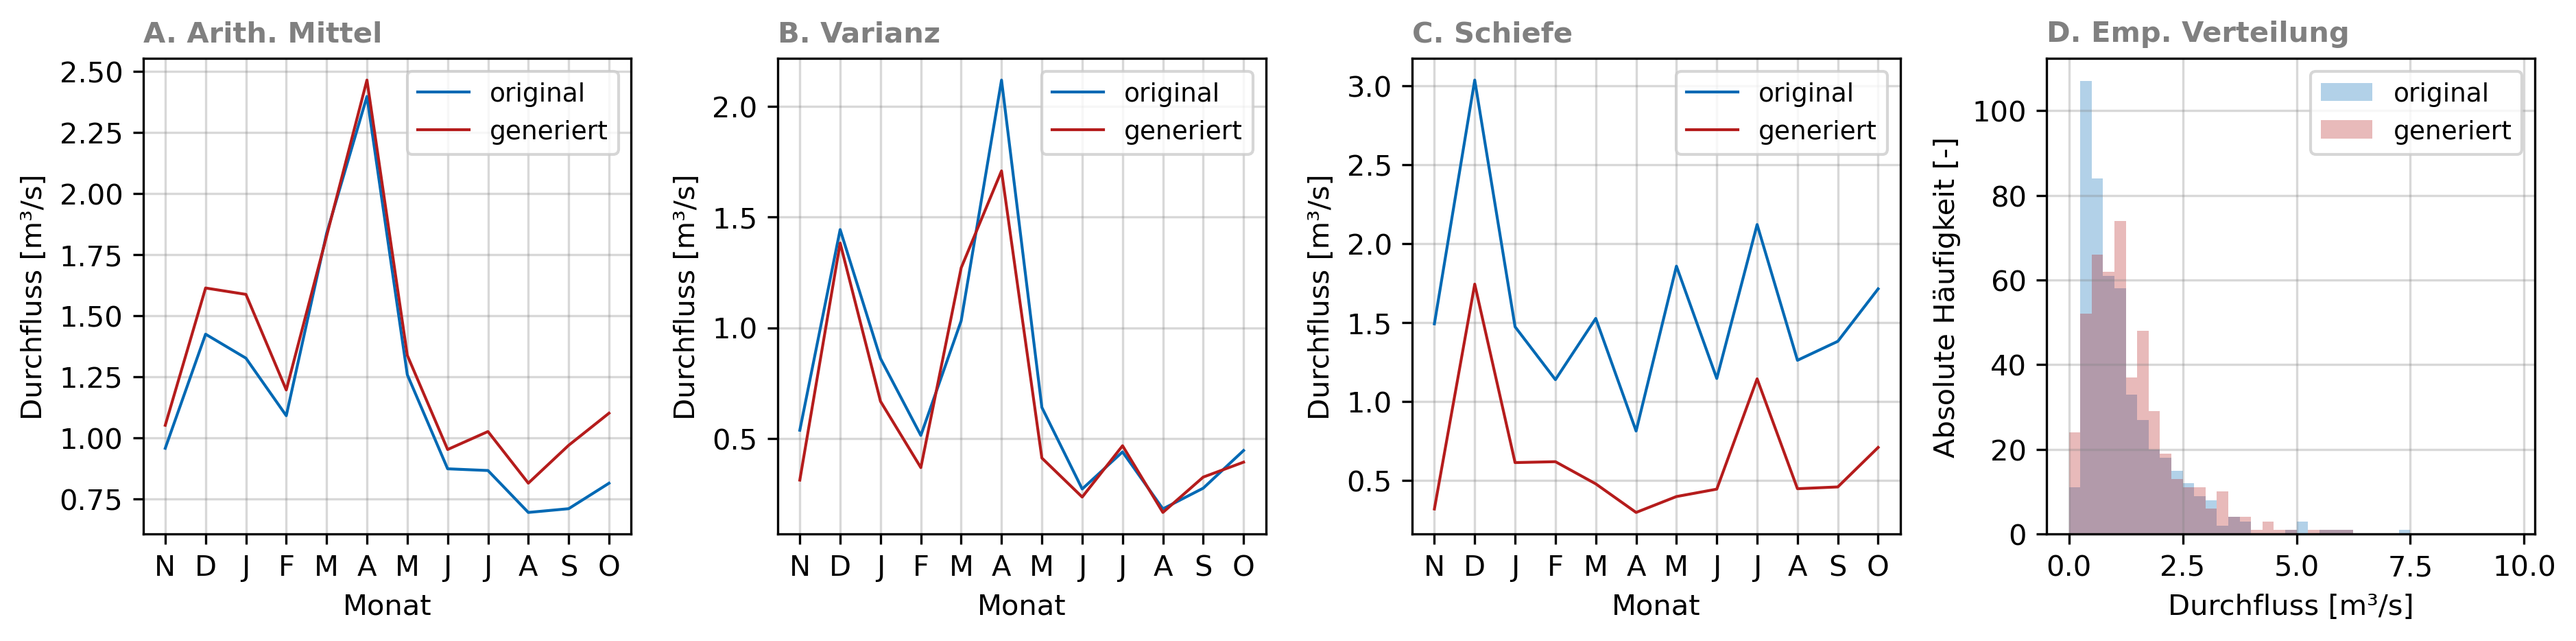 A. Arith. Mittel
Durchfluss [m³/s]
2.50
2.25
2.00
1.75
1.50
1.25
1.00
0.75
original
generiert
N D J F M A M J J A S O
Monat
B. Varianz
Durchfluss [m³/s]
2.0
1.5
1.0
0.5
original
generiert
N D J F M A M J J A S O
Monat
C. Schiefe
Durchfluss [m³/s]
3.0
2.5
2.0
1.5
1.0
0.5
original
generiert
N D J F M A M J J A S O
Monat
D. Emp. Verteilung
Absolute Häufigkeit [-]
100
80
60
40
20
0
original
generiert
0.0 2.5 5.0 7.5 10.0
Durchfluss [m³/s]